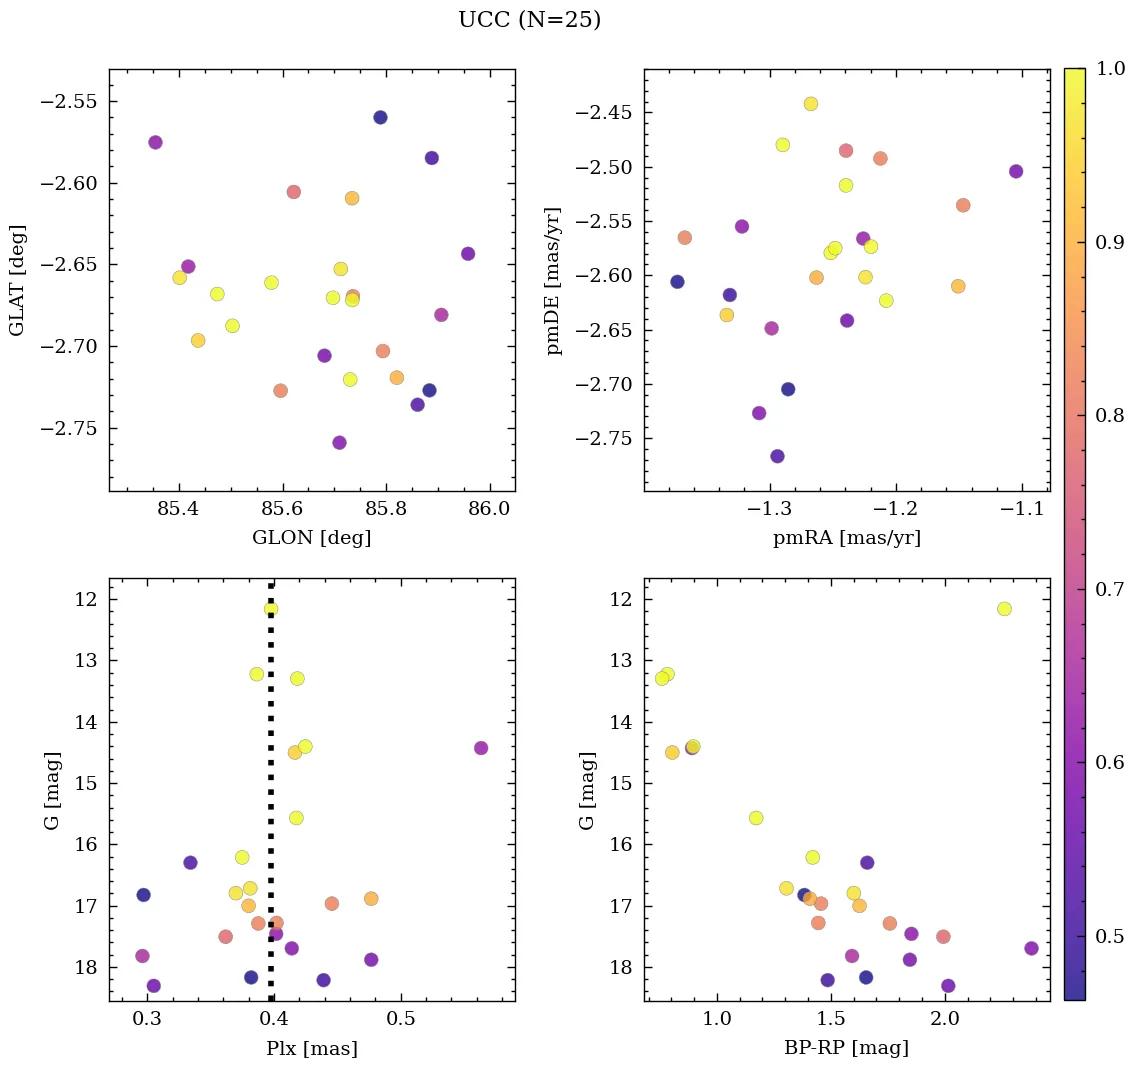 UCC (N=25)
−2.55
−2.60
−2.65
−2.70
−2.75
GLAT [deg]
85.4 85.6 85.8 86.0
GLON [deg]
−2.45
−2.50
−2.55
−2.60
−2.65
−2.70
−2.75
pmDE [mas/yr]
−1.3 −1.2 −1.1
pmRA [mas/yr]
12
13
14
15
16
17
18
G [mag]
0.3 0.4 0.5
Plx [mas]
12
13
14
15
16
17
18
G [mag]
1.0 1.5 2.0
BP-RP [mag]
1.0
0.9
0.8
0.7
0.6
0.5